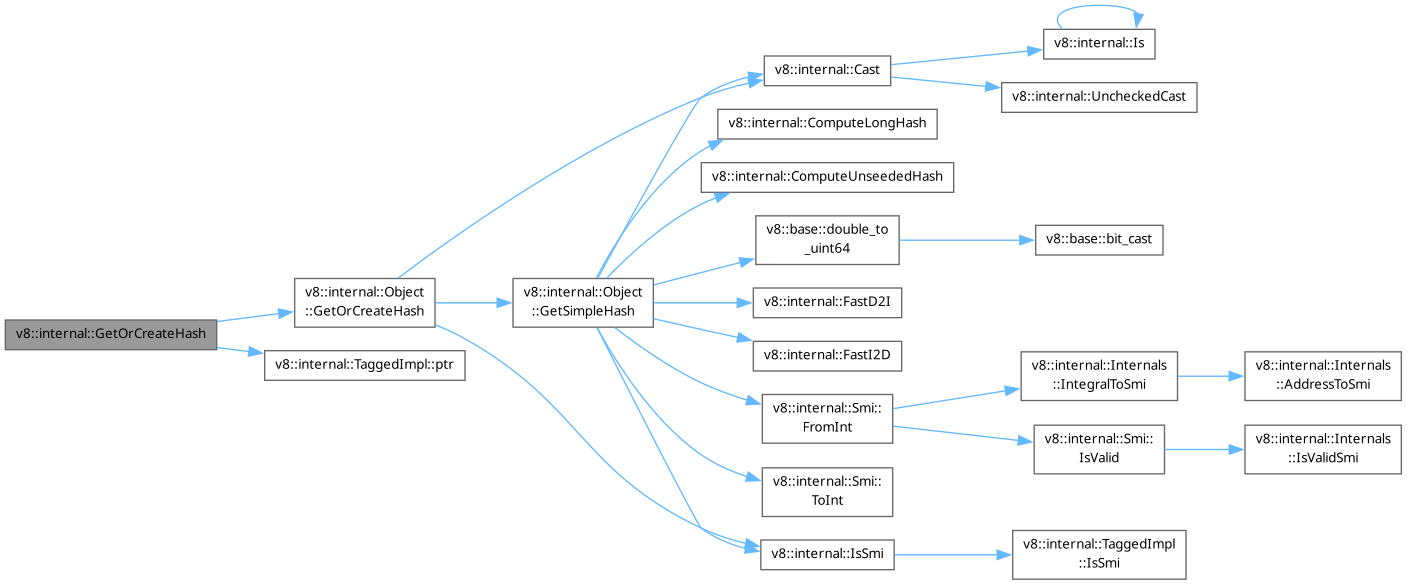 v8::internal::GetOrCreateHash
v8::internal::Object
::GetOrCreateHash
v8::internal::TaggedImpl::ptr
v8::internal::Object
::GetSimpleHash
v8::internal::Cast
v8::internal::ComputeLongHash
v8::internal::ComputeUnseededHash
v8::base::double_to
_uint64
v8::internal::FastD2I
v8::internal::FastI2D
v8::internal::Smi::
FromInt
v8::internal::Smi::
ToInt
v8::internal::IsSmi
v8::internal::Is
v8::internal::UncheckedCast
v8::base::bit_cast
v8::internal::Internals
::IntegralToSmi
v8::internal::Smi::
IsValid
v8::internal::TaggedImpl
::IsSmi
v8::internal::Internals
::AddressToSmi
v8::internal::Internals
::IsValidSmi